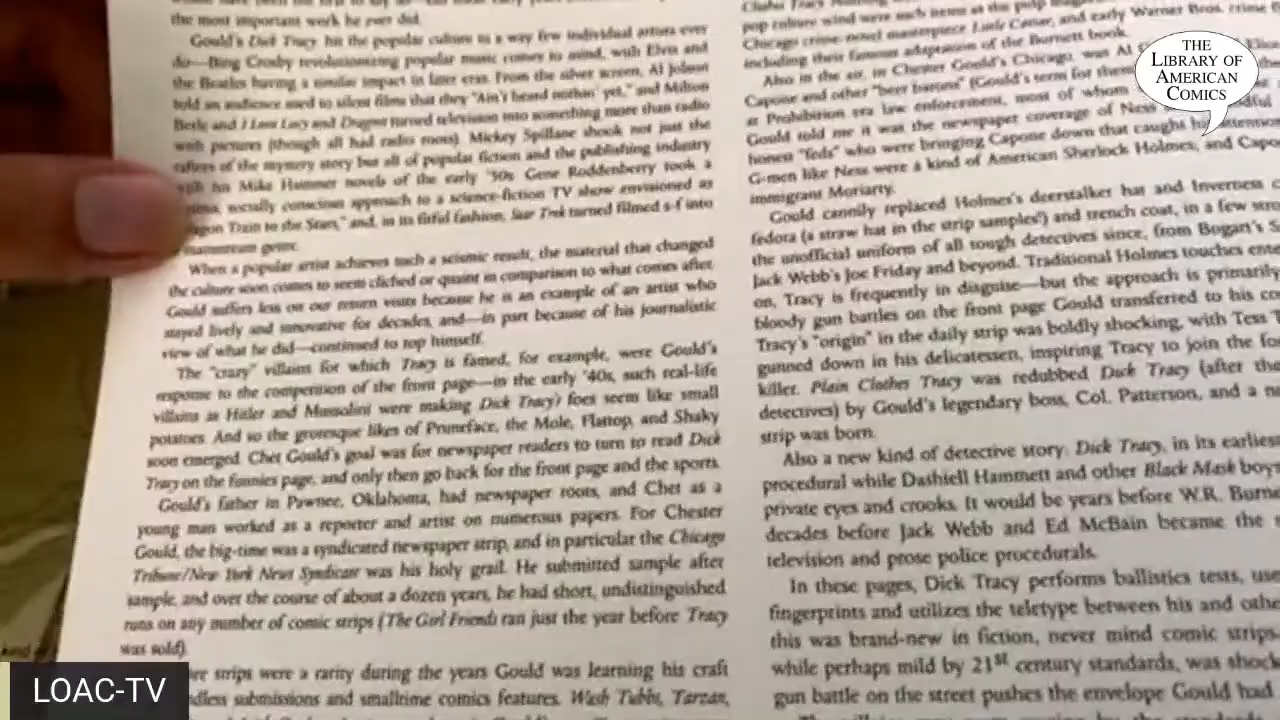 the most important work he ever did.
Gould's Dick Tracy hit the popular culture in a way few individual artists ever
do—Bing Crosby revolutionizing popular music comes to mind, with Elvis and
the Beatles having a similar impact in later eras. From the silver screen, Al Jolson
told an audience used to silent films that they "Ain't heard nothin' yet," and Milton
Berle and I Love Lucy and Dragnet turned television into something more than radio
with pictures (though all had radio roots). Mickey Spillane shook not just the
rafters of the mystery story but all of popular fiction and the publishing industry
with his Mike Hammer novels of the early '50s. Gene Roddenberry took a
socially conscious approach to a science-fiction TV show envisioned as
Train to the Stars," and, in its fitful fashion, Star Trek turned filmed s-f into
mainstream genre.
When a popular artist achieves such a seismic result, the material that changed
the culture soon comes to seem clichéd or quaint in comparison to what comes after.
Gould suffers less on our return visits because he is an example of an artist who
stayed lively and innovative for decades, and—in part because of his journalistic
view of what he did—continued to top himself.
The "crazy" villains for which Tracy is famed, for example, were Gould's
response to the competition of the front page—in the early '40s, such real-life
villains as Hitler and Mussolini were making Dick Tracy's foes seem like small
potatoes. And so the grotesque likes of Pruneface, the Mole, Flattop, and Shaky
soon emerged. Chet Gould's goal was for newspaper readers to turn to read Dick
Tracy on the funnies page, and only then go back for the front page and the sports.
Gould's father in Pawnee, Oklahoma, had newspaper roots, and Chet as a
young man worked as a reporter and artist on numerous papers. For Chester
Gould, the big-time was a syndicated newspaper strip, and in particular the Chicago
Tribune/New York News Syndicate was his holy grail. He submitted sample after
sample, and over the course of about a dozen years, he had short, undistinguished
runs on any number of comic strips (The Girl Friends ran just the year before Tracy
was sold).
strips were a rarity during the years Gould was learning his craft
submissions and smalltime comics features. Wash Tubbs, Tarzan,
pop culture wind were such items as the pulp
Chicago crime-novel masterpiece Little Caesar, and early Warner Bros. crime
including their famous adaptation of the Burnett book.
Also in the air, in Chester Gould's Chicago, was Al
Capone and other "beer barons" (Gould's term for
at Prohibition era law enforcement, most of whom
Gould told me it was the newspaper coverage of Ness
honest "feds" who were bringing Capone down that caught his attention
G-men like Ness were a kind of American Sherlock Holmes, and
immigrant Moriarty.
Gould cannily replaced Holmes's deerstalker hat and Inverness
fedora (a straw hat in the strip samples!) and trench coat, in a few
the unofficial uniform of all tough detectives since, from Bogart's
Jack Webb's Joe Friday and beyond. Traditional Holmes touches
on, Tracy is frequently in disguise—but the approach is primarily
bloody gun battles on the front page Gould transferred to his
Tracy's "origin" in the daily strip was boldly shocking, with Tess
gunned down in his delicatessen, inspiring Tracy to join the
killer. Plain Clothes Tracy was redubbed Dick Tracy (after the
detectives) by Gould's legendary boss, Col. Patterson, and a
strip was born.
Also a new kind of detective story: Dick Tracy, in its earliest
procedural while Dashiell Hammett and other Black Mask boys
private eyes and crooks. It would be years before W.R.
decades before Jack Webb and Ed McBain became the
television and prose police procedurals.
In these pages, Dick Tracy performs ballistics tests,
fingerprints and utilizes the teletype between his and
this was brand-new in fiction, never mind comic strips.
while perhaps mild by 21st century standards, was
gun battle on the street pushes the envelope Gould had
THE
LIBRARY OF
AMERICAN
COMICS
LOAC-TV